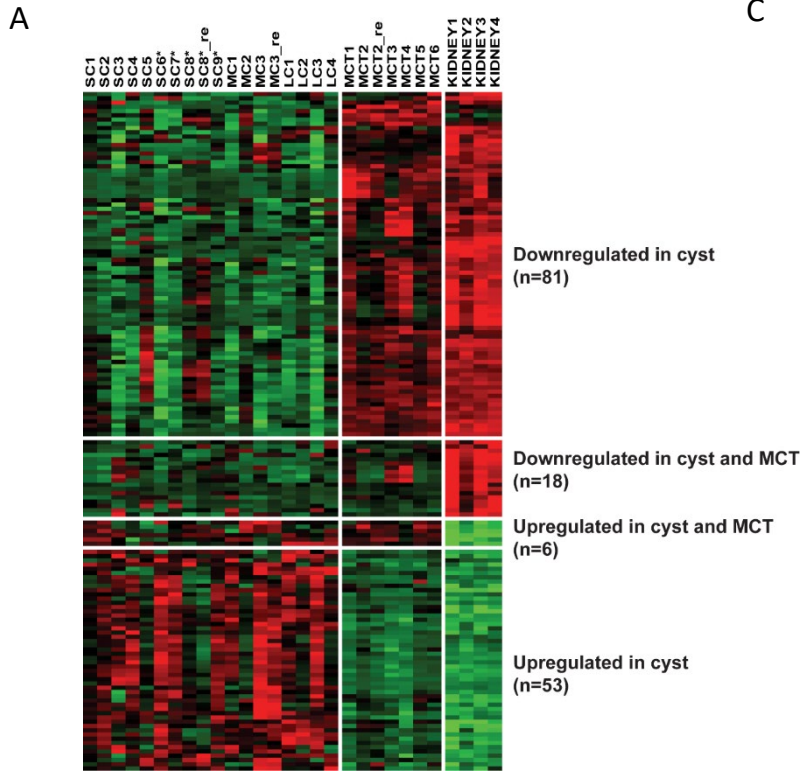 A
C
SC1
SC2
SC3
SC4
SC5
SC6*
SC7*
SC8*
SC8*_re
SC9*
MC1
MC2
MC3
MC3_re
LC1
LC2
LC3
LC4
MCT1
MCT2
MCT2_re
MCT3
MCT4
MCT5
MCT6
KIDNEY1
KIDNEY2
KIDNEY3
KIDNEY4
Downregulated in cyst
(n=81)
Downregulated in cyst and MCT
(n=18)
Upregulated in cyst and MCT
(n=6)
Upregulated in cyst
(n=53)